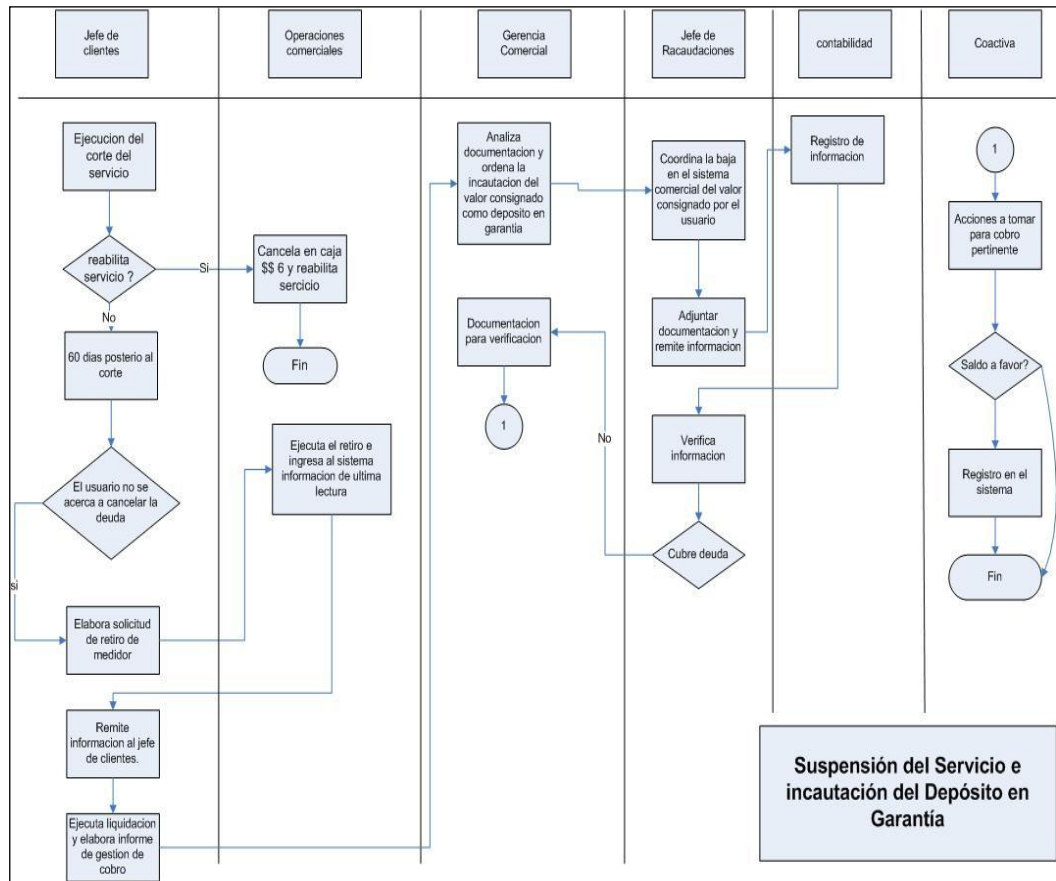 Jefe de
clientes
Operaciones
comerciales
Gerencia
Comercial
Jefe de
Racaudaciones
contabilidad
Coactiva
Ejecucion del
corte del
servicio
reabilita
servicio ?
Si
No
60 dias posterio al
corte
El usuario no se
acerca a cancelar la
deuda
si
Elabora solicitud
de retiro de
medidor
Remite
informacion al jefe
de clientes.
Ejecuta liquidacion
y elabora informe
de gestion de
cobro
Cancela en caja
$$ 6 y reabilita
sercicio
Fin
Ejecuta el retiro e
ingresa al sistema
informacion de ultima
lectura
Analiza
documentacion y
ordena la
incautacion del
valor consignado
como deposito en
garantia
Documentacion
para verificacion
1
No
Coordina la baja
en el sistema
comercial del valor
consignado por el
usuario
Adjuntar
documentacion y
remite informacion
Verifica
informacion
Cubre deuda
Registro de
informacion
1
Acciones a tomar
para cobro
pertinente
Saldo a favor?
Registro en el
sistema
Fin
Suspensión del Servicio e
incautación del Depósito en
Garantía